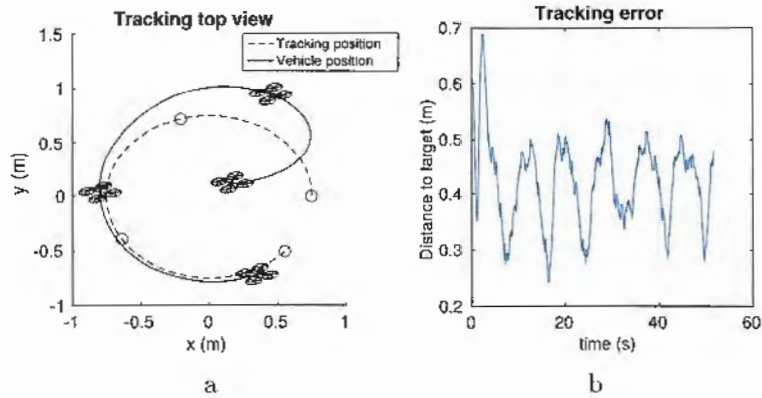 Tracking top view
Tracking position
Vehicle position
1.5
1
0.5
0
-0.5
-1
y (m)
-1
-0.5
0
0.5
1
x (m)
a
Tracking error
0.7
0.6
0.5
0.4
0.3
0.2
Distance to target (m)
0
20
40
60
time (s)
b